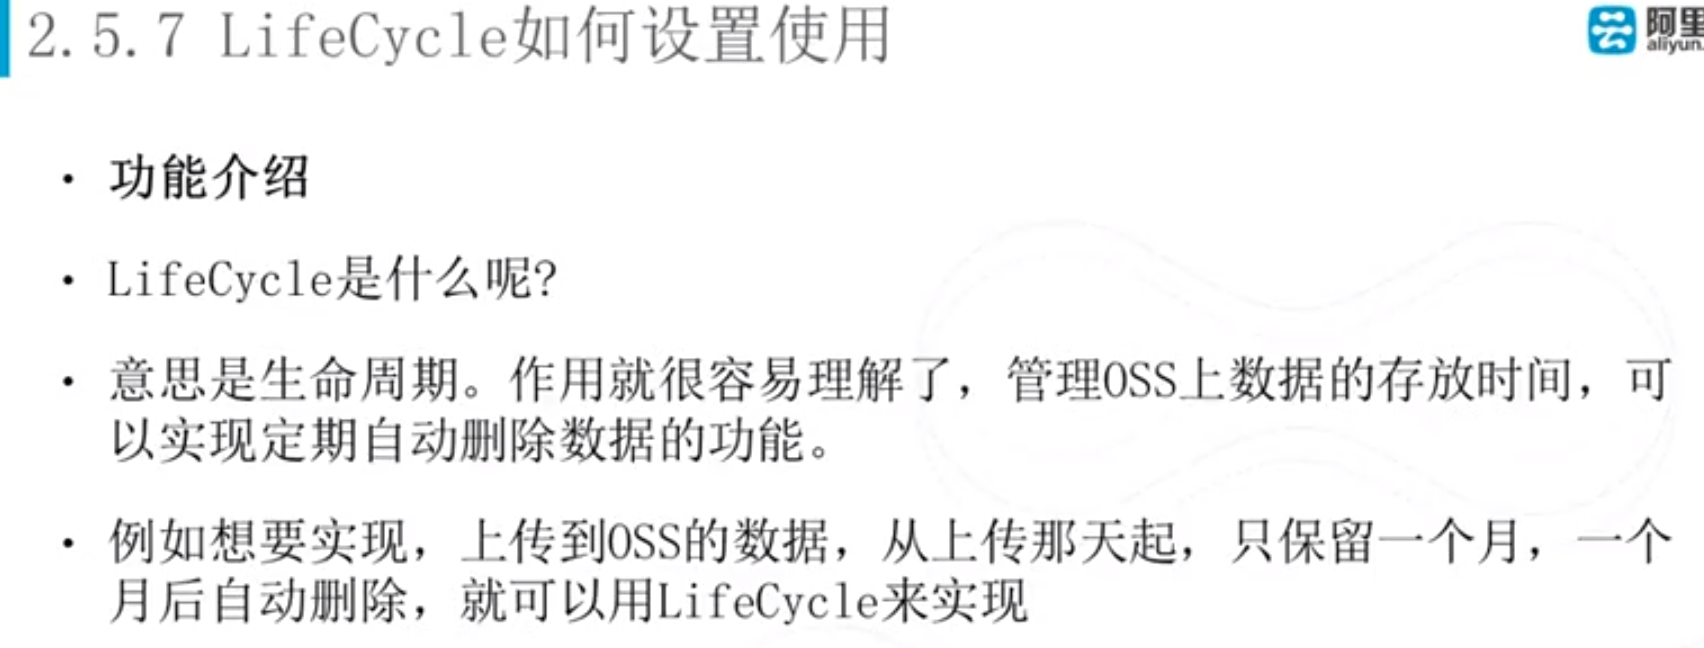 2.5.7 LifeCycle如何设置使用
阿里
aliyun.
· 功能介绍
· LifeCycle是什么呢?
· 意思是生命周期。作用就很容易理解了，管理OSS上数据的存放时间，可
以实现定期自动删除数据的功能。
· 例如想要实现，上传到OSS的数据，从上传那天起，只保留一个月，一个
月后自动删除，就可以用LifeCycle来实现